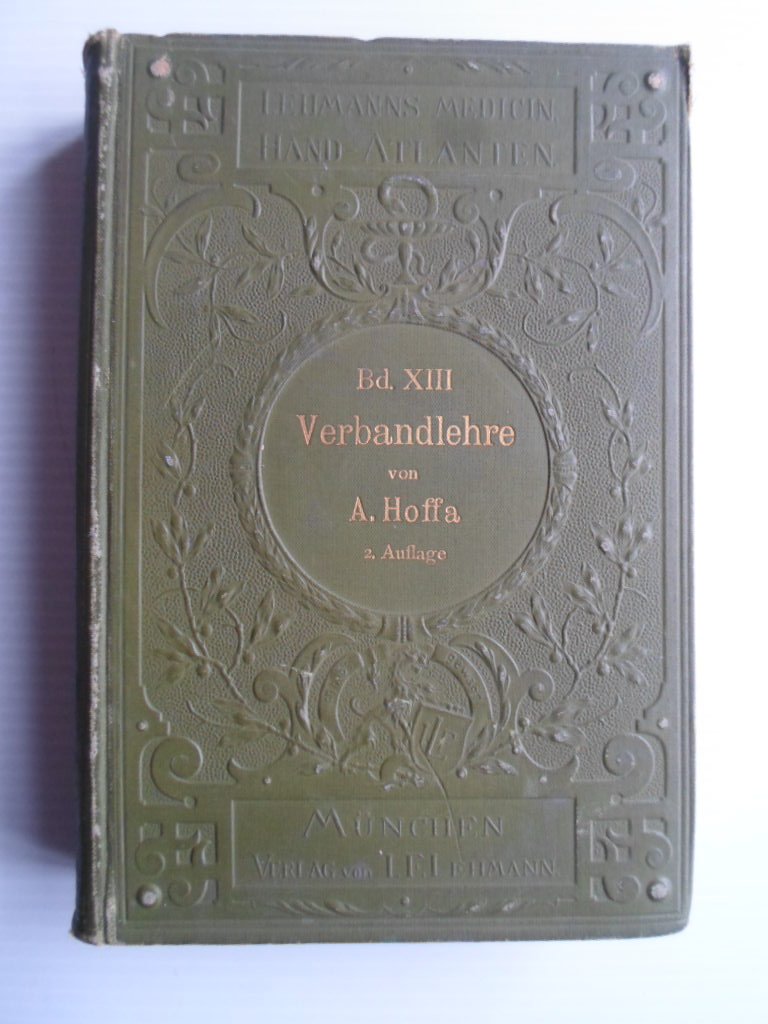 LEHMANNS MEDICIN.
HAND-ATLANTEN.
Bd. XIII
Verbandlehre
von
A. Hoffa
2. Auflage
MÜNCHEN
VERLAG von J.F. LEHMANN.